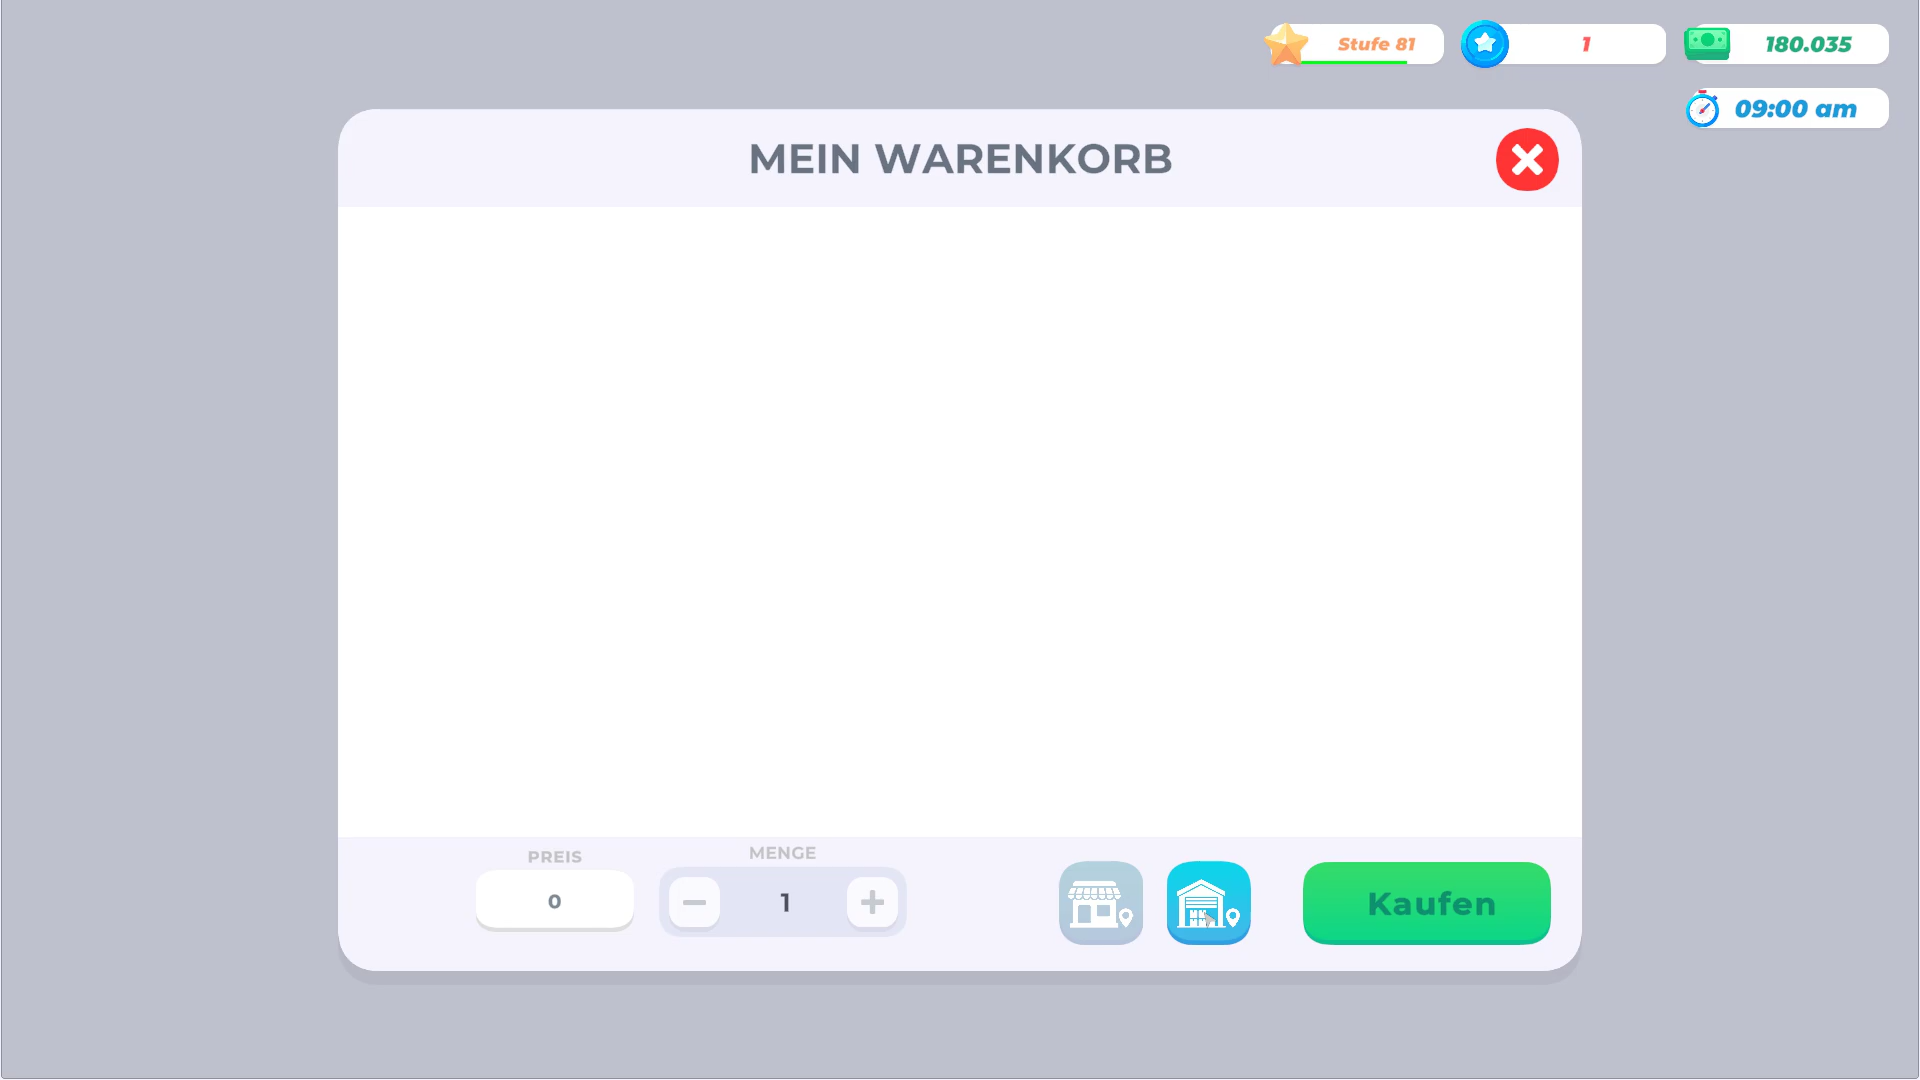 Stufe 81
1
180.035
09:00 am
MEIN WARENKORB
PREIS
0
MENGE
1
Kaufen